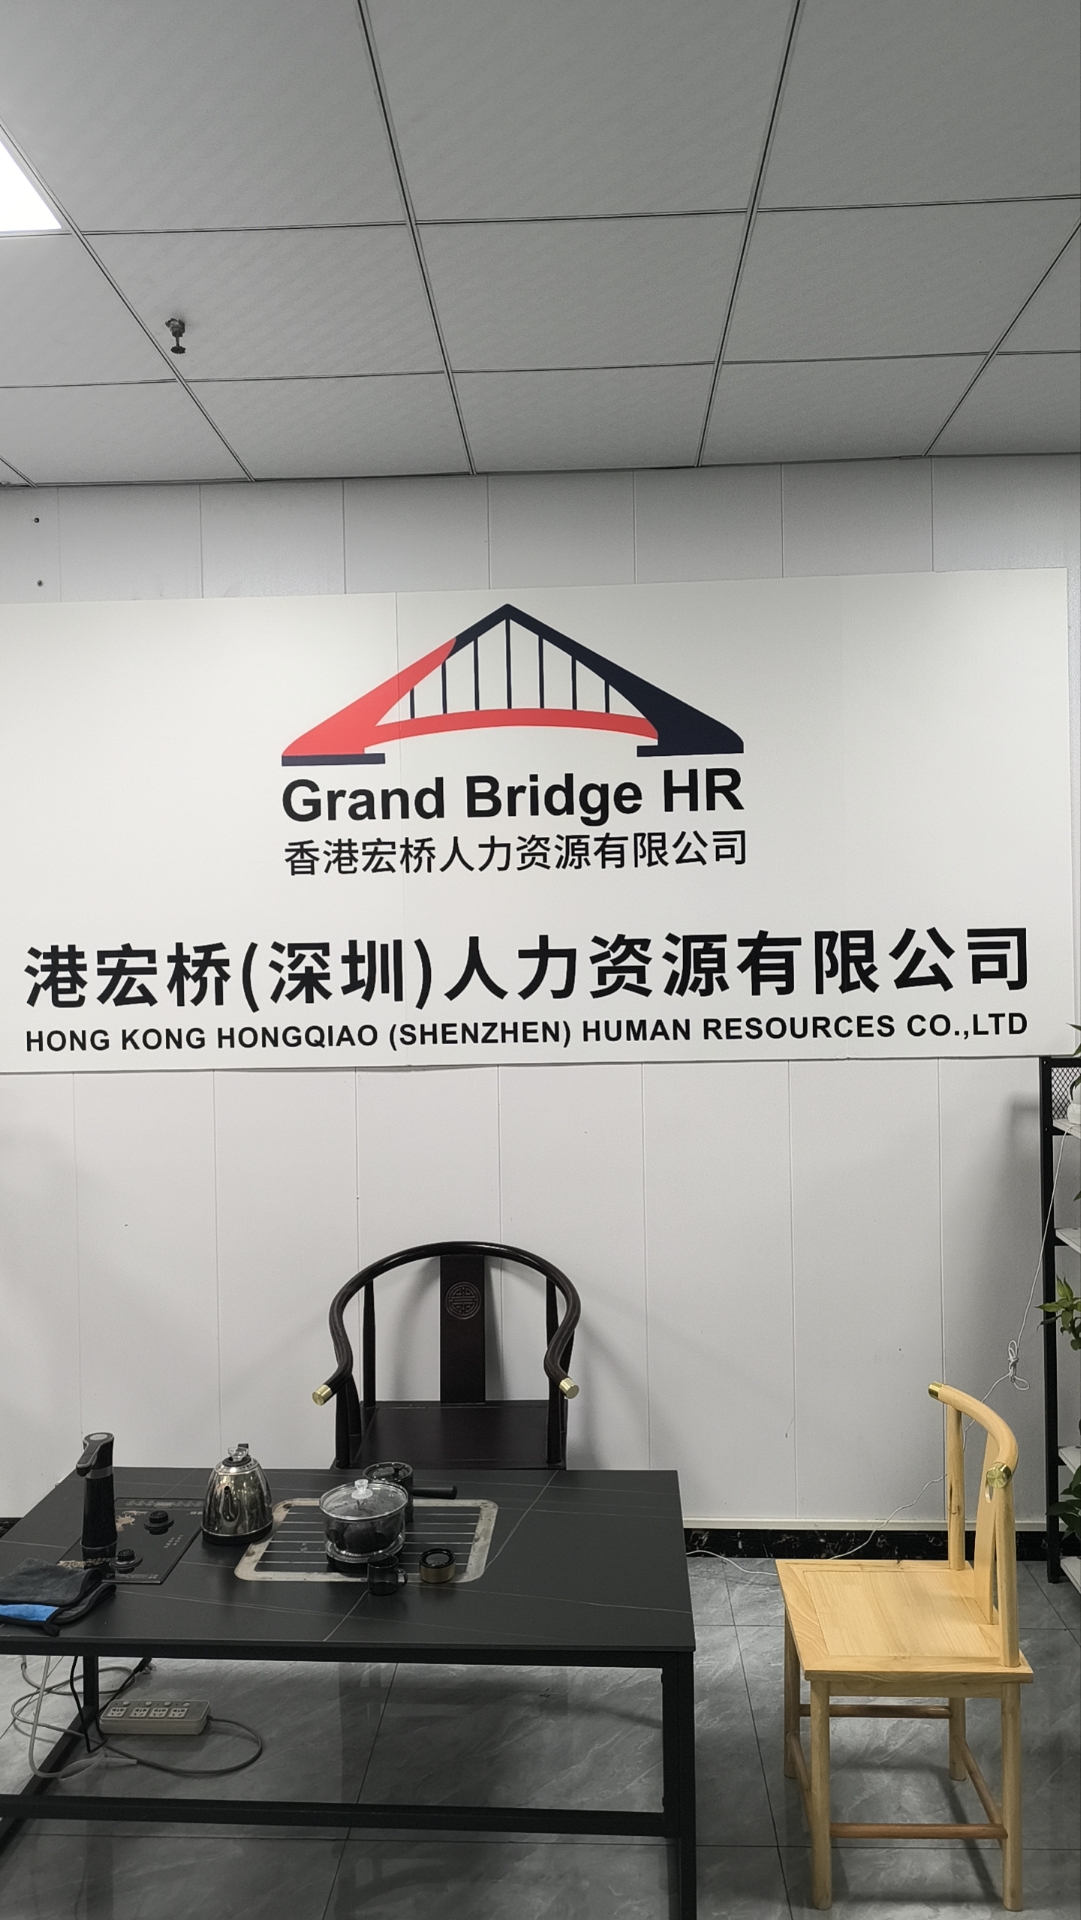 Grand Bridge HR
香港宏桥人力资源有限公司
港宏桥(深圳)人力资源有限公司
HONG KONG HONGQIAO (SHENZHEN) HUMAN RESOURCES CO.,LTD